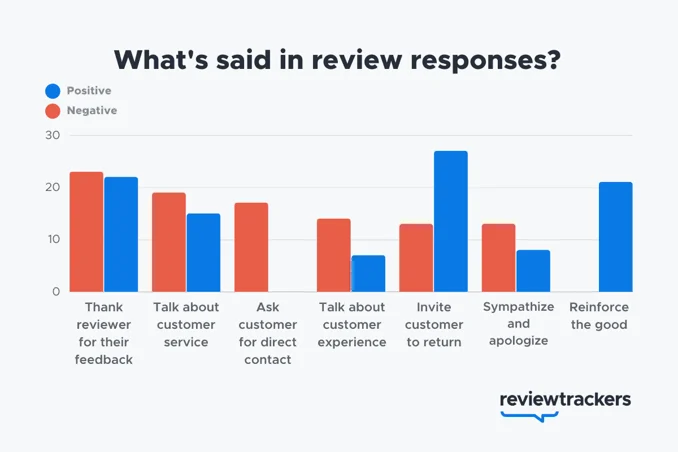 What's said in review responses?
Positive
Negative
30
20
10
0
Thank
reviewer
for their
feedback
Talk about
customer
service
Ask
customer
for direct
contact
Talk about
customer
experience
Invite
customer
to return
Sympathize
and
apologize
Reinforce
the good
reviewtrackers